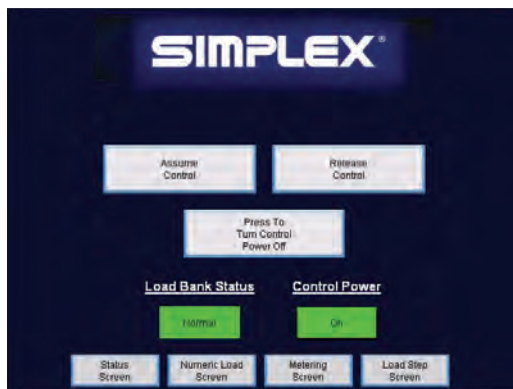 SIMPLEX®
Assume
Control
Release
Control
Press To
Turn Control
Power Off
Load Bank Status
Control Power
Normal
On
Status
Screen
Numeric Load
Screen
Metering
Screen
Load Step
Screen